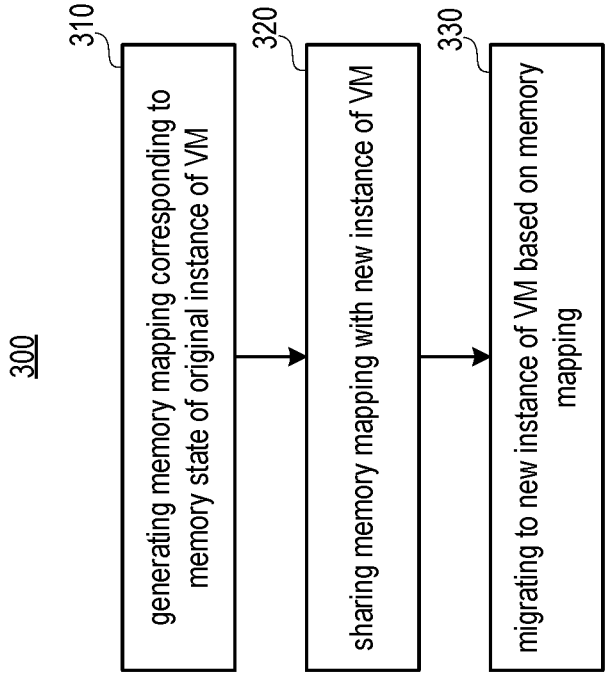 300
310
generating memory mapping corresponding to
memory state of original instance of VM
320
sharing memory mapping with new instance of VM
330
migrating to new instance of VM based on memory
mapping